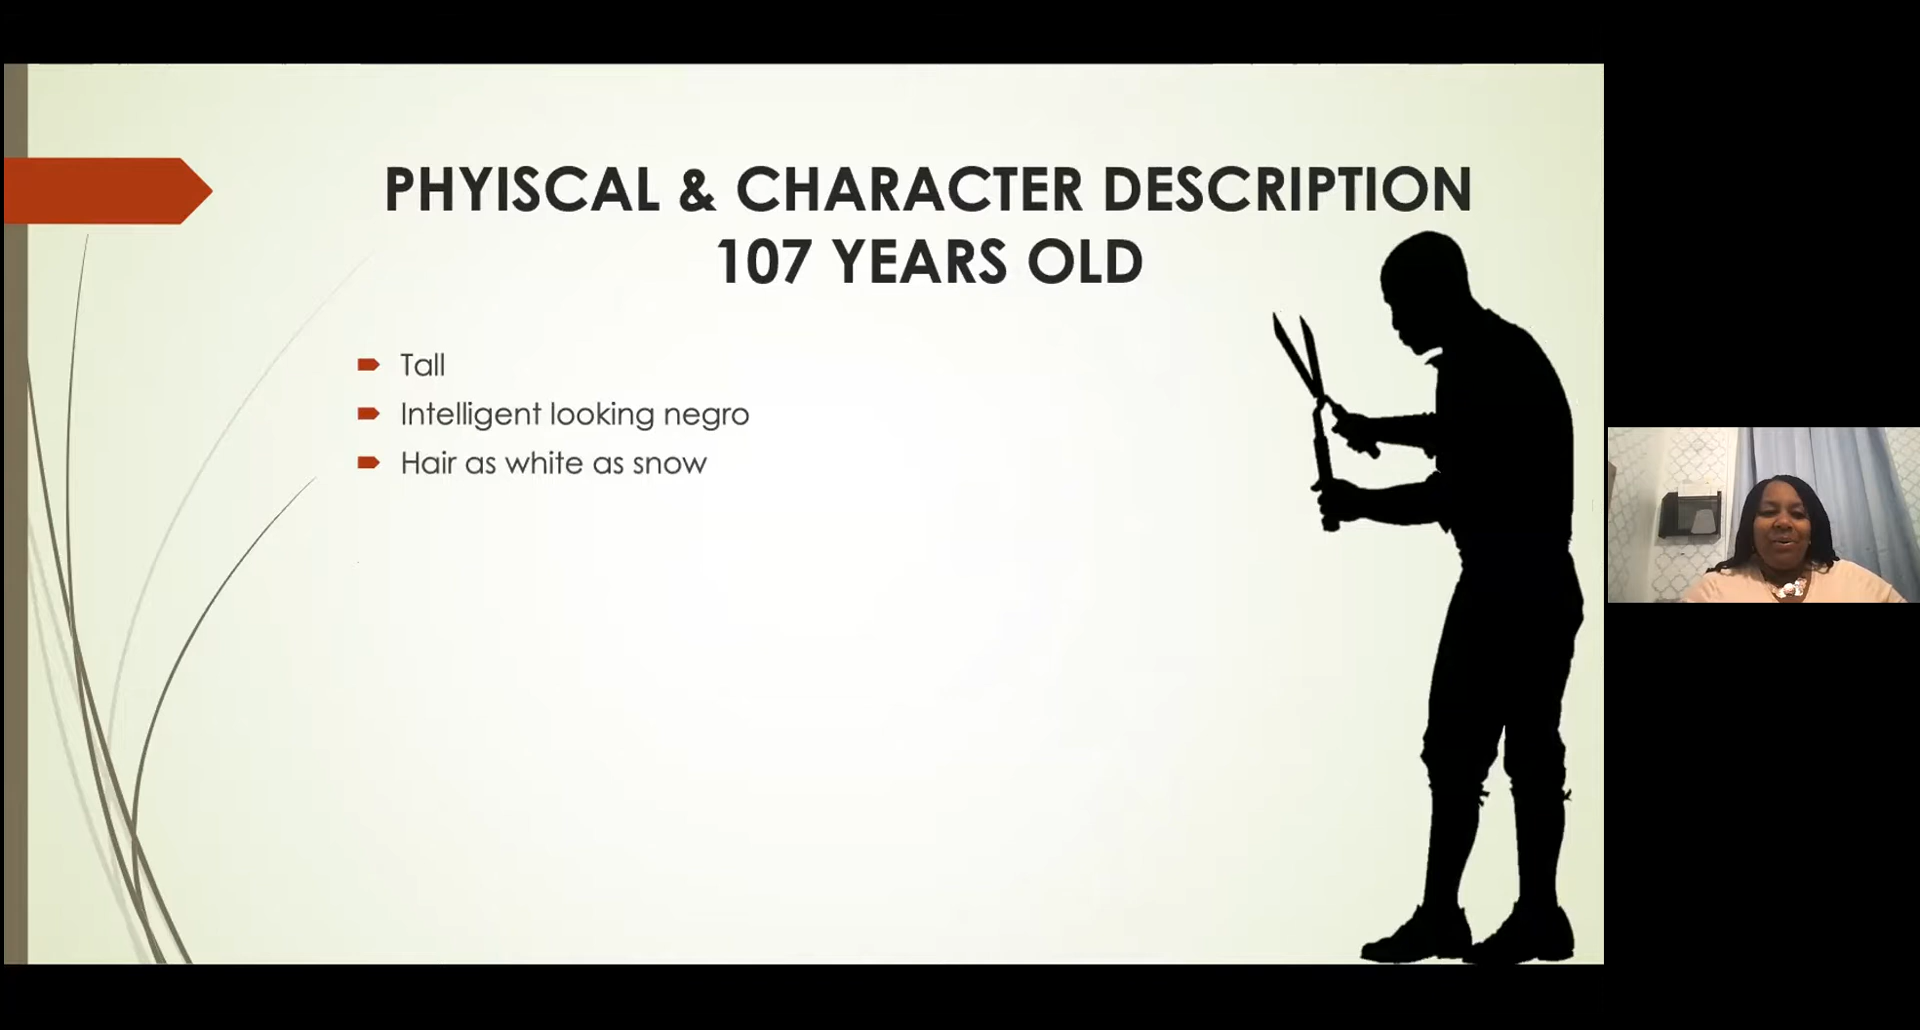 PHYISCAL & CHARACTER DESCRIPTION
107 YEARS OLD
Tall
Intelligent looking negro
Hair as white as snow